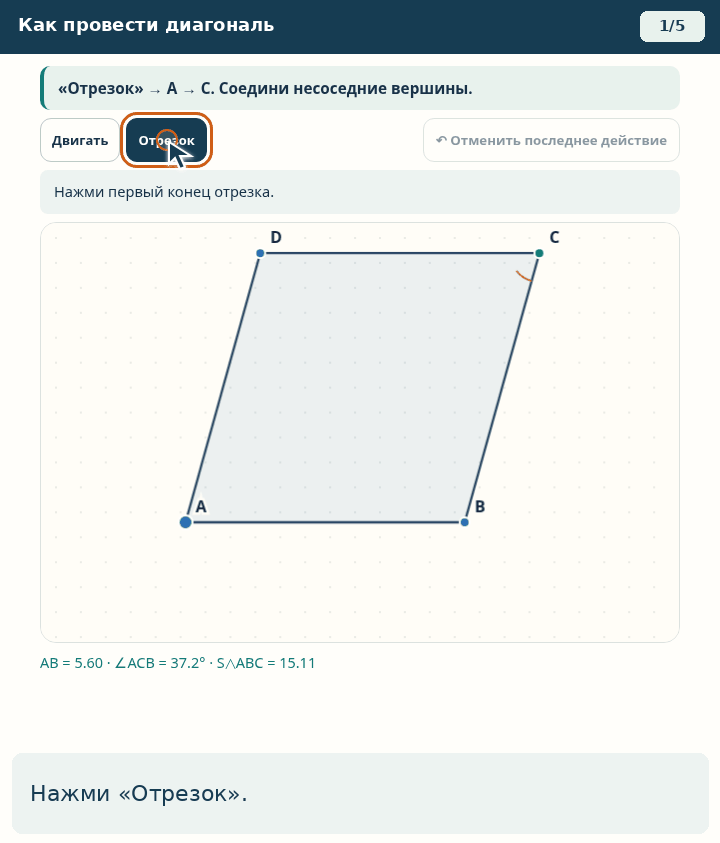 Как провести диагональ
1/5
«Отрезок» → A → C. Соедини несоседние вершины.
Двигать
Отрезок
↶ Отменить последнее действие
Нажми первый конец отрезка.
D
C
A
B
AB = 5.60 · ∠ACB = 37.2° · S△ABC = 15.11
Нажми «Отрезок».